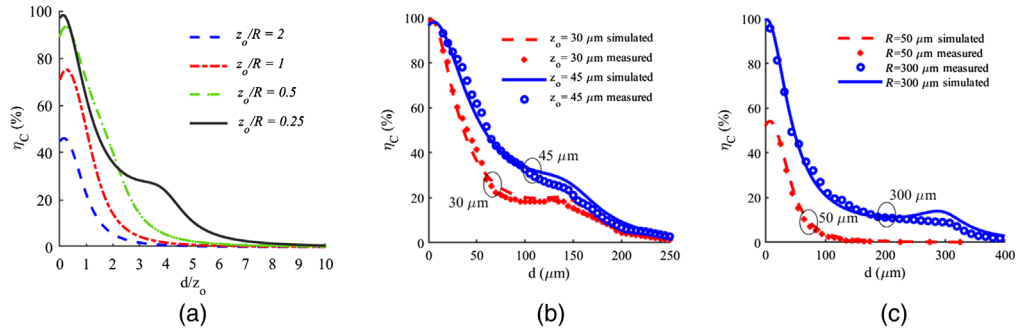 (a)
η_C (%)
100
80
60
40
20
0
z_o/R = 2
z_o/R = 1
z_o/R = 0.5
z_o/R = 0.25
0 1 2 3 4 5 6 7 8 9 10
d/z_o
(a)
(b)
η_C (%)
100
80
60
40
20
0
z_o = 30 μm simulated
z_o = 30 μm measured
z_o = 45 μm simulated
z_o = 45 μm measured
45 μm
30 μm
0 50 100 150 200 250
d (μm)
(b)
(c)
η_C (%)
100
80
60
40
20
0
R=50 μm simulated
R=50 μm measured
R=300 μm measured
R=300 μm simulated
300 μm
50 μm
0 100 200 300 400
d (μm)
(c)